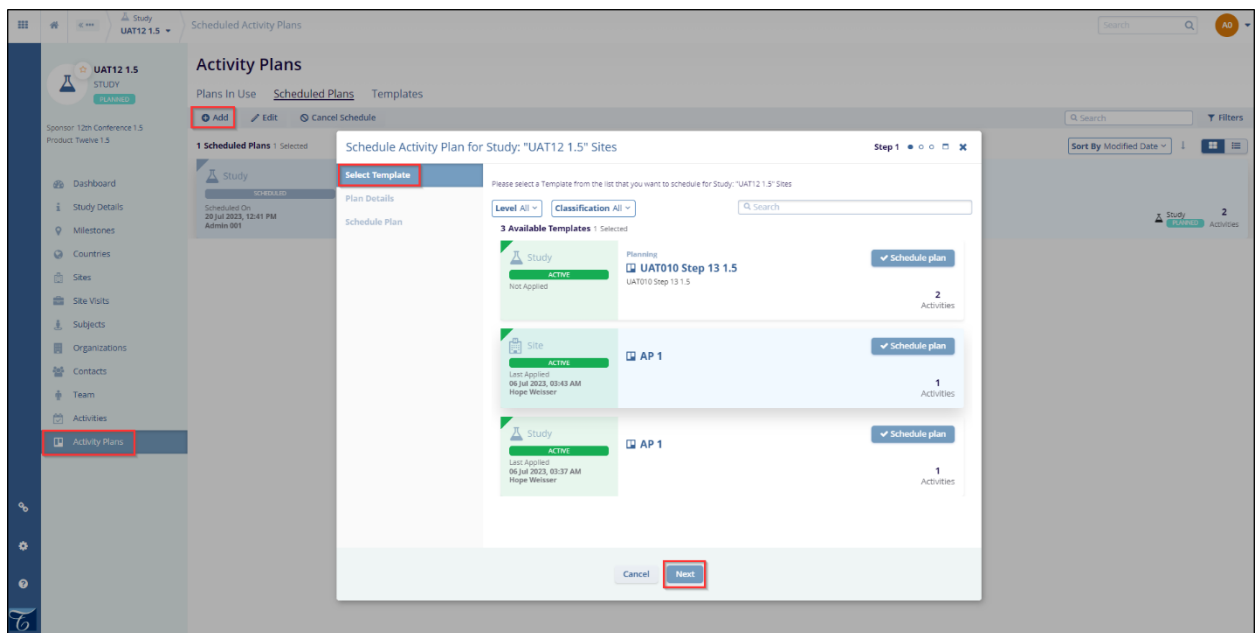 Study
UAT12 1.5
Scheduled Activity Plans
Search
AD
UAT12 1.5
STUDY
PLANNED
Sponsor 12th Conference 1.5
Product Twelve 1.5
Dashboard
Study Details
Milestones
Countries
Sites
Site Visits
Subjects
Organizations
Contacts
Team
Activities
Activity Plans
Activity Plans
Plans In Use Scheduled Plans Templates
Add Edit Cancel Schedule
Search
Filters
1 Scheduled Plans 1 Selected
Sort By Modified Date
Study
SCHEDULED
Scheduled On
20 Jul 2023, 12:41 PM
Admin 001
Study
PLANNED
2
Activities
Schedule Activity Plan for Study: "UAT12 1.5" Sites
Step 1
Select Template
Plan Details
Schedule Plan
Please select a Template from the list that you want to schedule for Study: "UAT12 1.5" Sites
Level All Classification All
Search
3 Available Templates 1 Selected
Study
ACTIVE
Not Applied
Planning
UAT010 Step 13 1.5
UAT010 Step 13 1.5
Schedule plan
2
Activities
Site
ACTIVE
Last Applied
06 Jul 2023, 03:43 AM
Hope Weisser
AP 1
Schedule plan
1
Activities
Study
ACTIVE
Last Applied
06 Jul 2023, 03:37 AM
Hope Weisser
AP 1
Schedule plan
1
Activities
Cancel Next